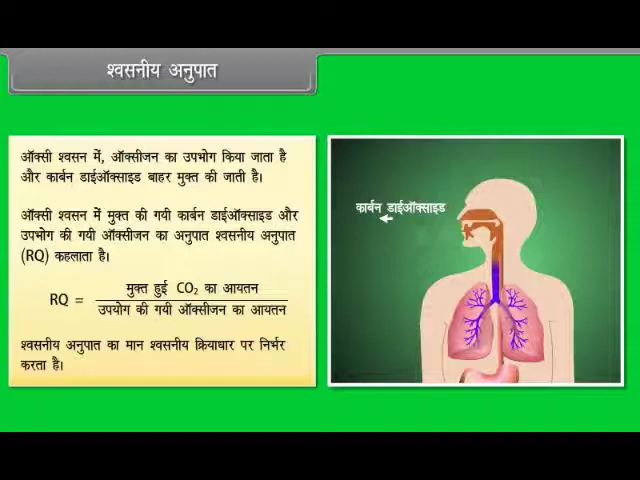 श्वसनीय अनुपात
ऑक्सी श्वसन में, ऑक्सीजन का उपभोग किया जाता है
और कार्बन डाईऑक्साइड बाहर मुक्त की जाती है।
ऑक्सी श्वसन में मुक्त की गयी कार्बन डाईऑक्साइड और
उपभोग की गयी ऑक्सीजन का अनुपात श्वसनीय अनुपात
(RQ) कहलाता है।
RQ = मुक्त हुई CO₂ का आयतन
उपयोग की गयी ऑक्सीजन का आयतन
श्वसनीय अनुपात का मान श्वसनीय क्रियाधार पर निर्भर
करता है।
कार्बन डाईऑक्साइड